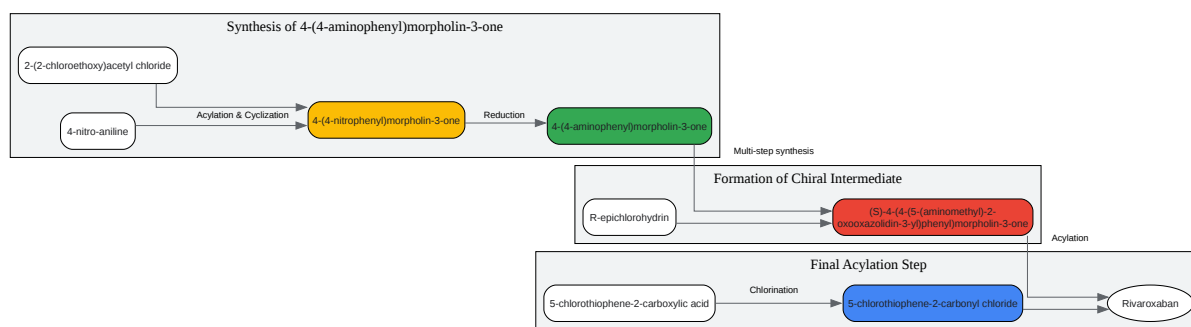 Synthesis of 4-(4-aminophenyl)morpholin-3-one
2-(2-chloroethoxy)acetyl chloride
4-nitro-aniline
Acylation & Cyclization
4-(4-nitrophenyl)morpholin-3-one
Reduction
4-(4-aminophenyl)morpholin-3-one
Multi-step synthesis
Formation of Chiral Intermediate
R-epichlorohydrin
(S)-4-(4-(5-(aminomethyl)-2-
oxooxazolidin-3-yl)phenyl)morpholin-3-one
Acylation
Final Acylation Step
5-chlorothiophene-2-carboxylic acid
Chlorination
5-chlorothiophene-2-carbonyl chloride
Rivaroxaban